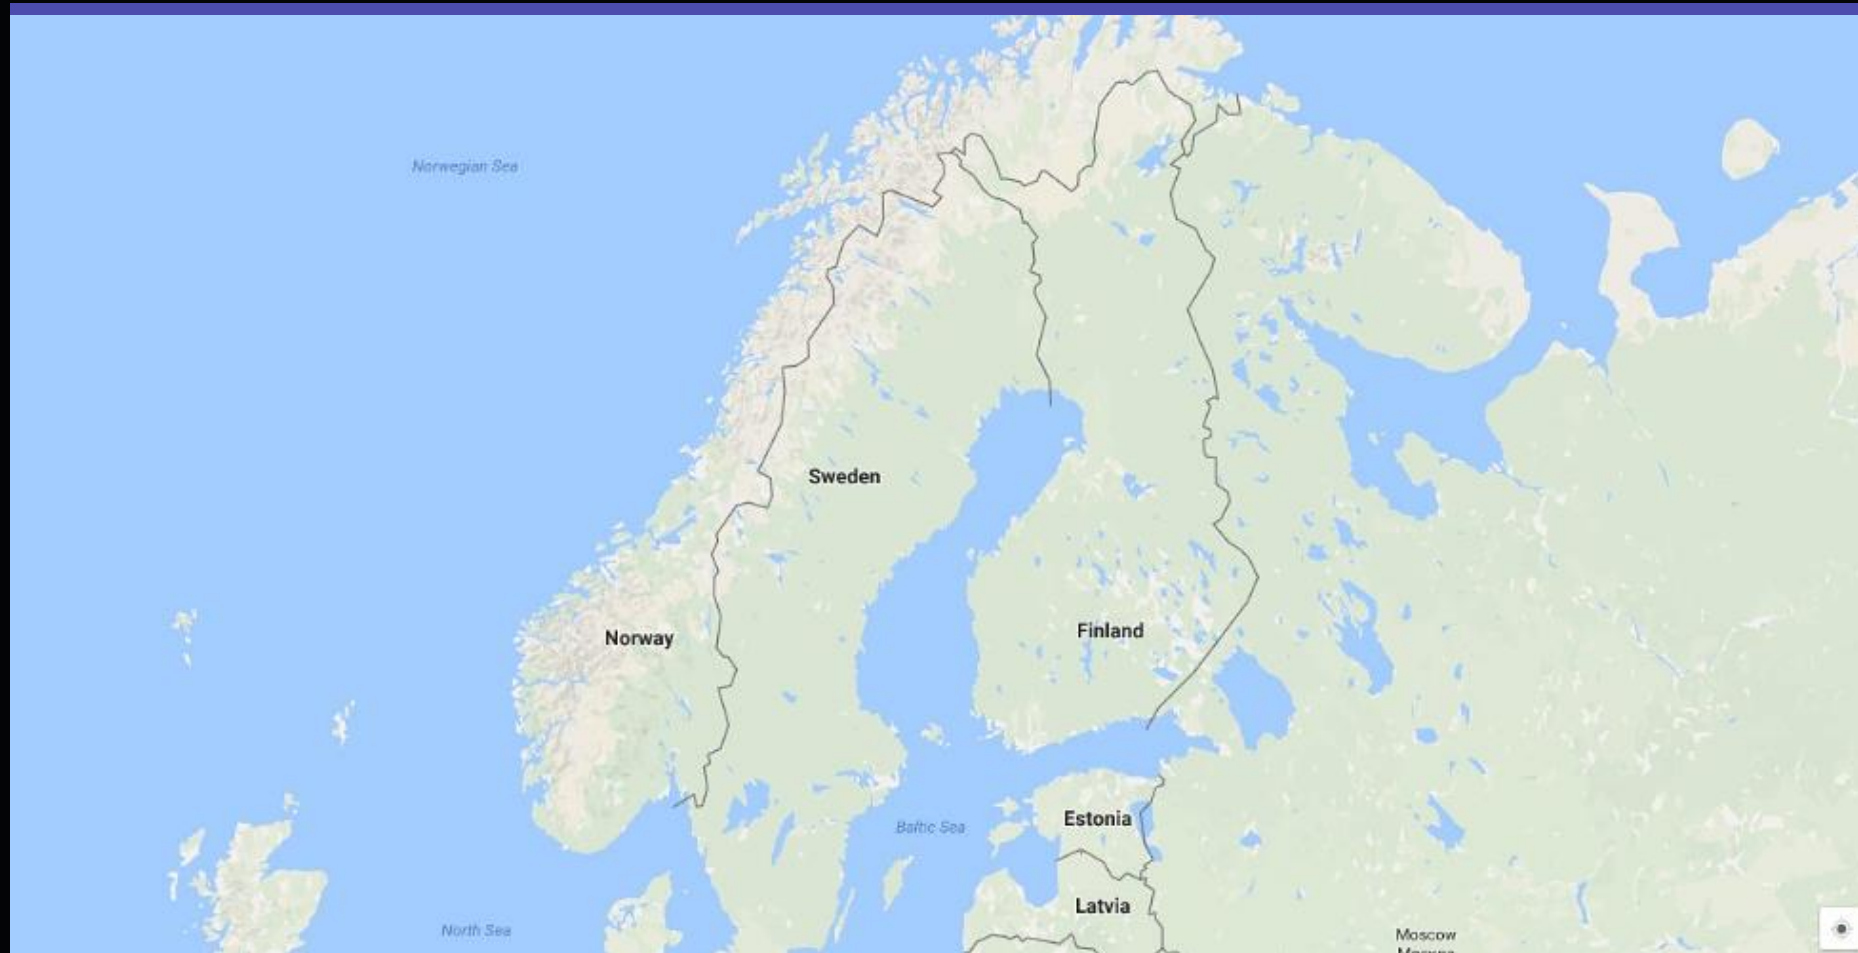 Norwegian Sea
Sweden
Finland
Norway
Estonia
Baltic Sea
Latvia
North Sea
Moscow